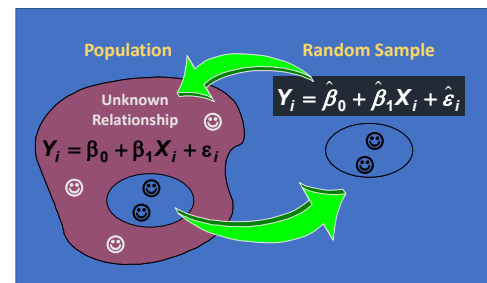 Population
Random Sample
Unknown
Relationship
Yᵢ = β₀ + β₁Xᵢ + εᵢ
Yᵢ = β̂₀ + β̂₁Xᵢ + ε̂ᵢ